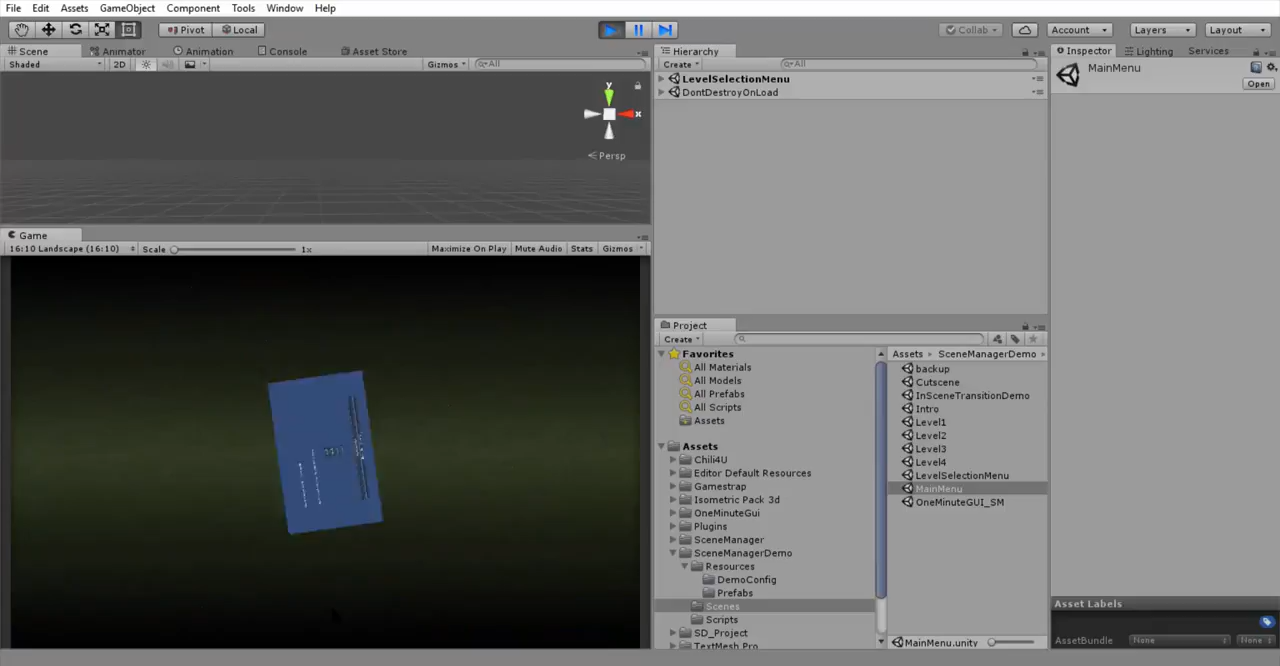 File Edit Assets GameObject Component Tools Window Help
Pivot Local Collab Account Layers Layout
Scene Animator Animation Console Asset Store
Shaded 2D Gizmos All
y
x
Persp
Game
16:10 Landscape (16:10) Scale 1x Maximize On Play Mute Audio Stats Gizmos
Hierarchy
Create All
LevelSelectionMenu
DontDestroyOnLoad
Project
Create
Favorites
All Materials
All Models
All Prefabs
All Scripts
Assets
Assets
Chili4U
Editor Default Resources
Gamestrap
Isometric Pack 3d
OneMinuteGui
Plugins
SceneManager
SceneManagerDemo
Resources
DemoConfig
Prefabs
Scenes
Scripts
SD_Project
TextMesh Pro
Assets SceneManagerDemo
backup
Cutscene
InSceneTransitionDemo
Intro
Level1
Level2
Level3
Level4
LevelSelectionMenu
MainMenu
OneMinuteGUI_SM
MainMenu.unity
Inspector Lighting Services
MainMenu
Open
Asset Labels
AssetBundle None None